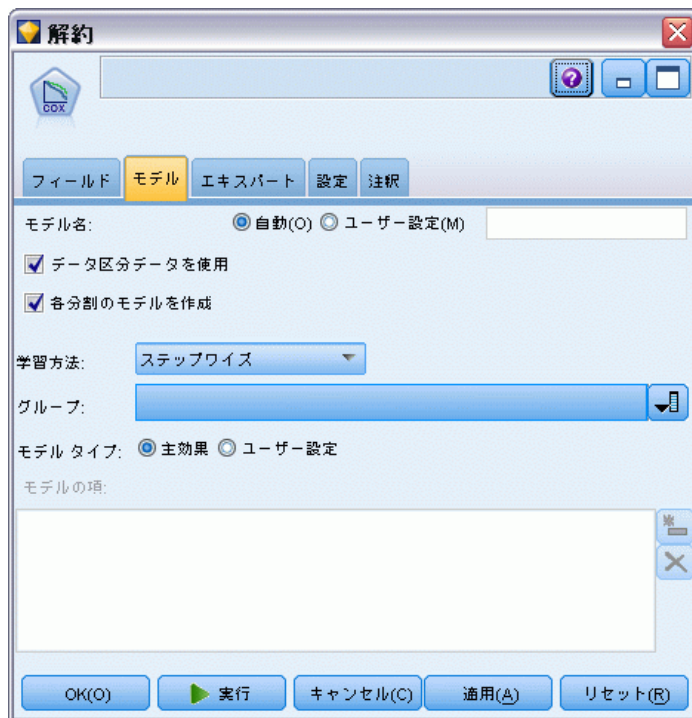 解約
COX
フィールド モデル エキスパート 設定 注釈
モデル名: 自動(O) ユーザー設定(M)
データ区分データを使用
各分割のモデルを作成
学習方法: ステップワイズ
グループ:
モデル タイプ: 主効果 ユーザー設定
モデルの項:
OK(O) 実行 キャンセル(C) 適用(A) リセット(R)